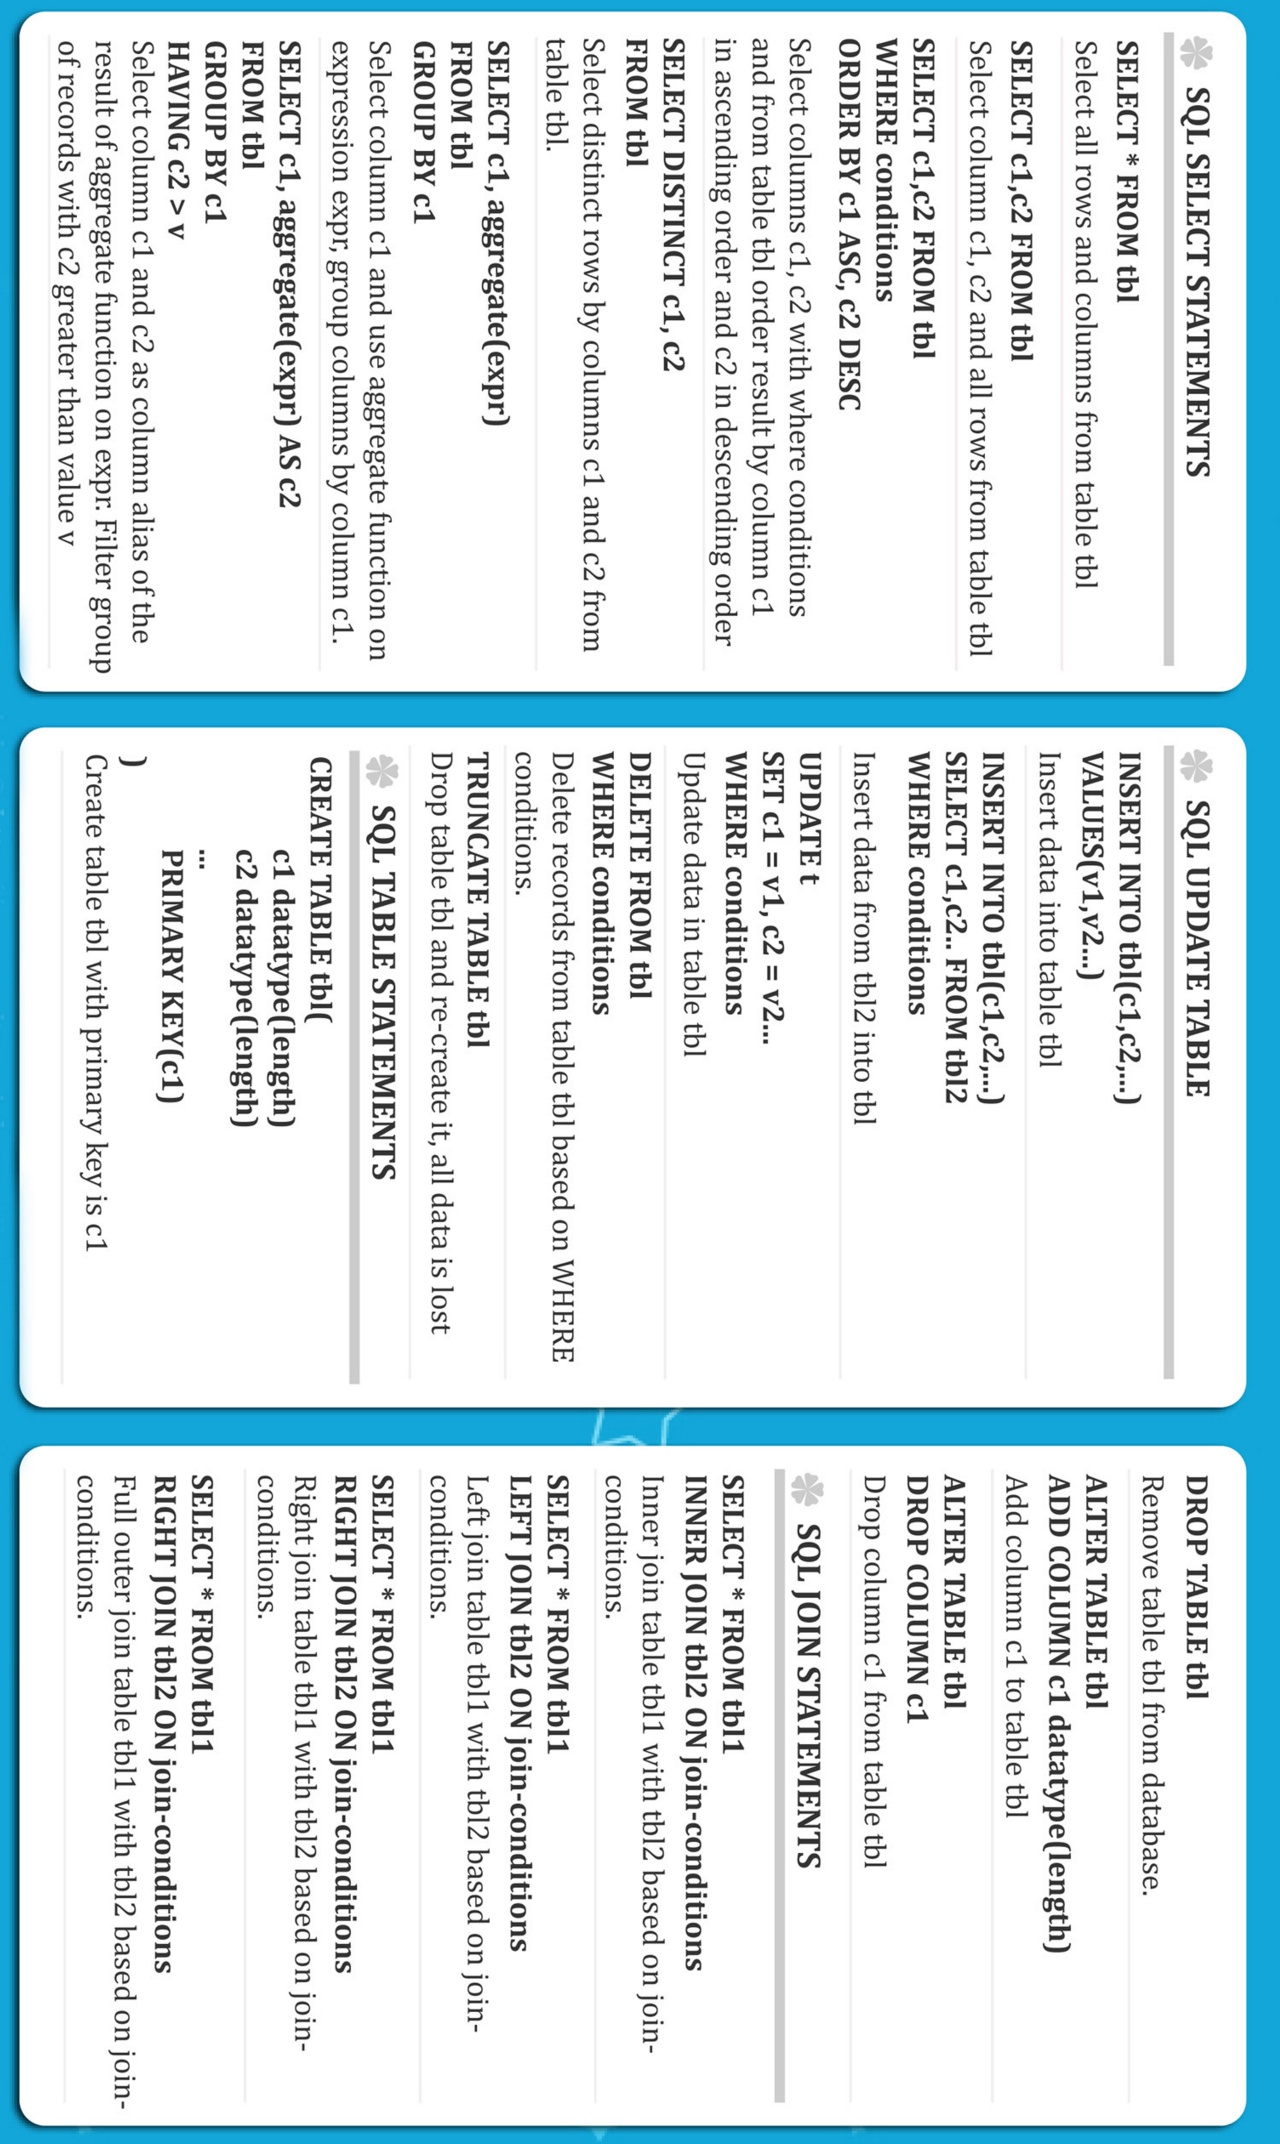 SQL SELECT STATEMENTS
SELECT * FROM tbl
Select all rows and columns from table tbl
SELECT c1,c2 FROM tbl
Select column c1, c2 and all rows from table tbl
SELECT c1,c2 FROM tbl
WHERE conditions
ORDER BY c1 ASC, c2 DESC
Select columns c1, c2 with where conditions
and from table tbl order result by column c1
in ascending order and c2 in descending order
SELECT DISTINCT c1, c2
FROM tbl
Select distinct rows by columns c1 and c2 from
table tbl.
SELECT c1, aggregate(expr)
FROM tbl
GROUP BY c1
Select column c1 and use aggregate function on
expression expr, group columns by column c1.
SELECT c1, aggregate(expr) AS c2
FROM tbl
GROUP BY c1
HAVING c2 > v
Select column c1 and c2 as column alias of the
result of aggregate function on expr. Filter group
of records with c2 greater than value v
SQL UPDATE TABLE
INSERT INTO tbl(c1,c2,...)
VALUES(v1,v2...)
Insert data into table tbl
INSERT INTO tbl(c1,c2,...)
SELECT c1,c2.. FROM tbl2
WHERE conditions
Insert data from tbl2 into tbl
UPDATE t
SET c1 = v1, c2 = v2...
WHERE conditions
Update data in table tbl
DELETE FROM tbl
WHERE conditions
Delete records from table tbl based on WHERE
conditions.
TRUNCATE TABLE tbl
Drop table tbl and re-create it, all data is lost
SQL TABLE STATEMENTS
CREATE TABLE tbl(
c1 datatype(length)
c2 datatype(length)
...
PRIMARY KEY(c1)
)
Create table tbl with primary key is c1
DROP TABLE tbl
Remove table tbl from database.
ALTER TABLE tbl
ADD COLUMN c1 datatype(length)
Add column c1 to table tbl
ALTER TABLE tbl
DROP COLUMN c1
Drop column c1 from table tbl
SQL JOIN STATEMENTS
SELECT * FROM tbl1
INNER JOIN tbl2 ON join-conditions
Inner join table tbl1 with tbl2 based on join-
conditions.
SELECT * FROM tbl1
LEFT JOIN tbl2 ON join-conditions
Left join table tbl1 with tbl2 based on join-
conditions.
SELECT * FROM tbl1
RIGHT JOIN tbl2 ON join-conditions
Right join table tbl1 with tbl2 based on join-
conditions.
SELECT * FROM tbl1
RIGHT JOIN tbl2 ON join-conditions
Full outer join table tbl1 with tbl2 based on join-
conditions.